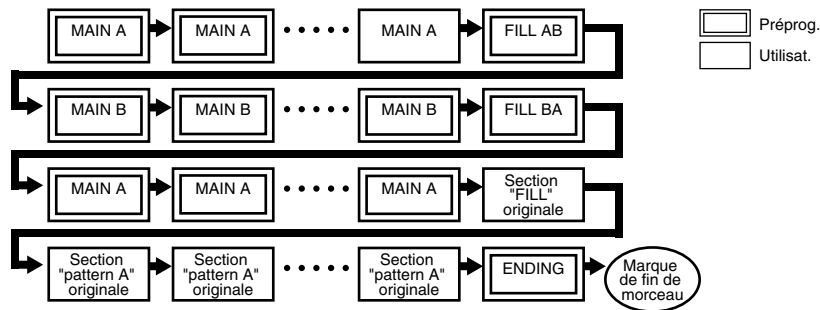 MAIN A MAIN A MAIN A FILL AB
Préprog.
Utilisat.
MAIN B MAIN B MAIN B FILL BA
MAIN A MAIN A MAIN A Section "FILL" originale
Section "pattern A" originale
Section "pattern A" originale
Section "pattern A" originale
ENDING
Marque de fin de morceau